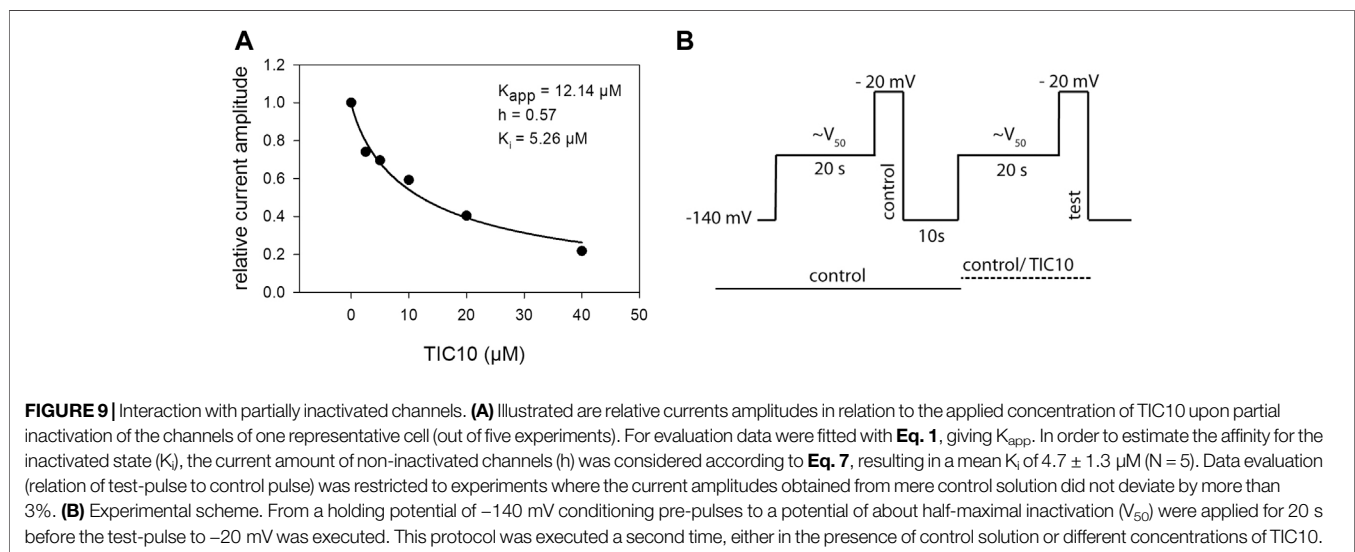 A
relative current amplitude
1.2
1.0
0.8
0.6
0.4
0.2
0.0
K_app = 12.14 µM
h = 0.57
K_i = 5.26 µM
0 10 20 30 40 50
TIC10 (µM)
B
- 20 mV
- 20 mV
~V_50
~V_50
20 s
20 s
control
test
-140 mV
10s
control/ TIC10
control
FIGURE 9 | Interaction with partially inactivated channels. (A) Illustrated are relative currents amplitudes in relation to the applied concentration of TIC10 upon partial
inactivation of the channels of one representative cell (out of five experiments). For evaluation data were fitted with Eq. 1, giving K_app. In order to estimate the affinity for the
inactivated state (K_i), the current amount of non-inactivated channels (h) was considered according to Eq. 7, resulting in a mean K_i of 4.7 ± 1.3 µM (N = 5). Data evaluation
(relation of test-pulse to control pulse) was restricted to experiments where the current amplitudes obtained from mere control solution did not deviate by more than
3%. (B) Experimental scheme. From a holding potential of −140 mV conditioning pre-pulses to a potential of about half-maximal inactivation (V_50) were applied for 20 s
before the test-pulse to −20 mV was executed. This protocol was executed a second time, either in the presence of control solution or different concentrations of TIC10.